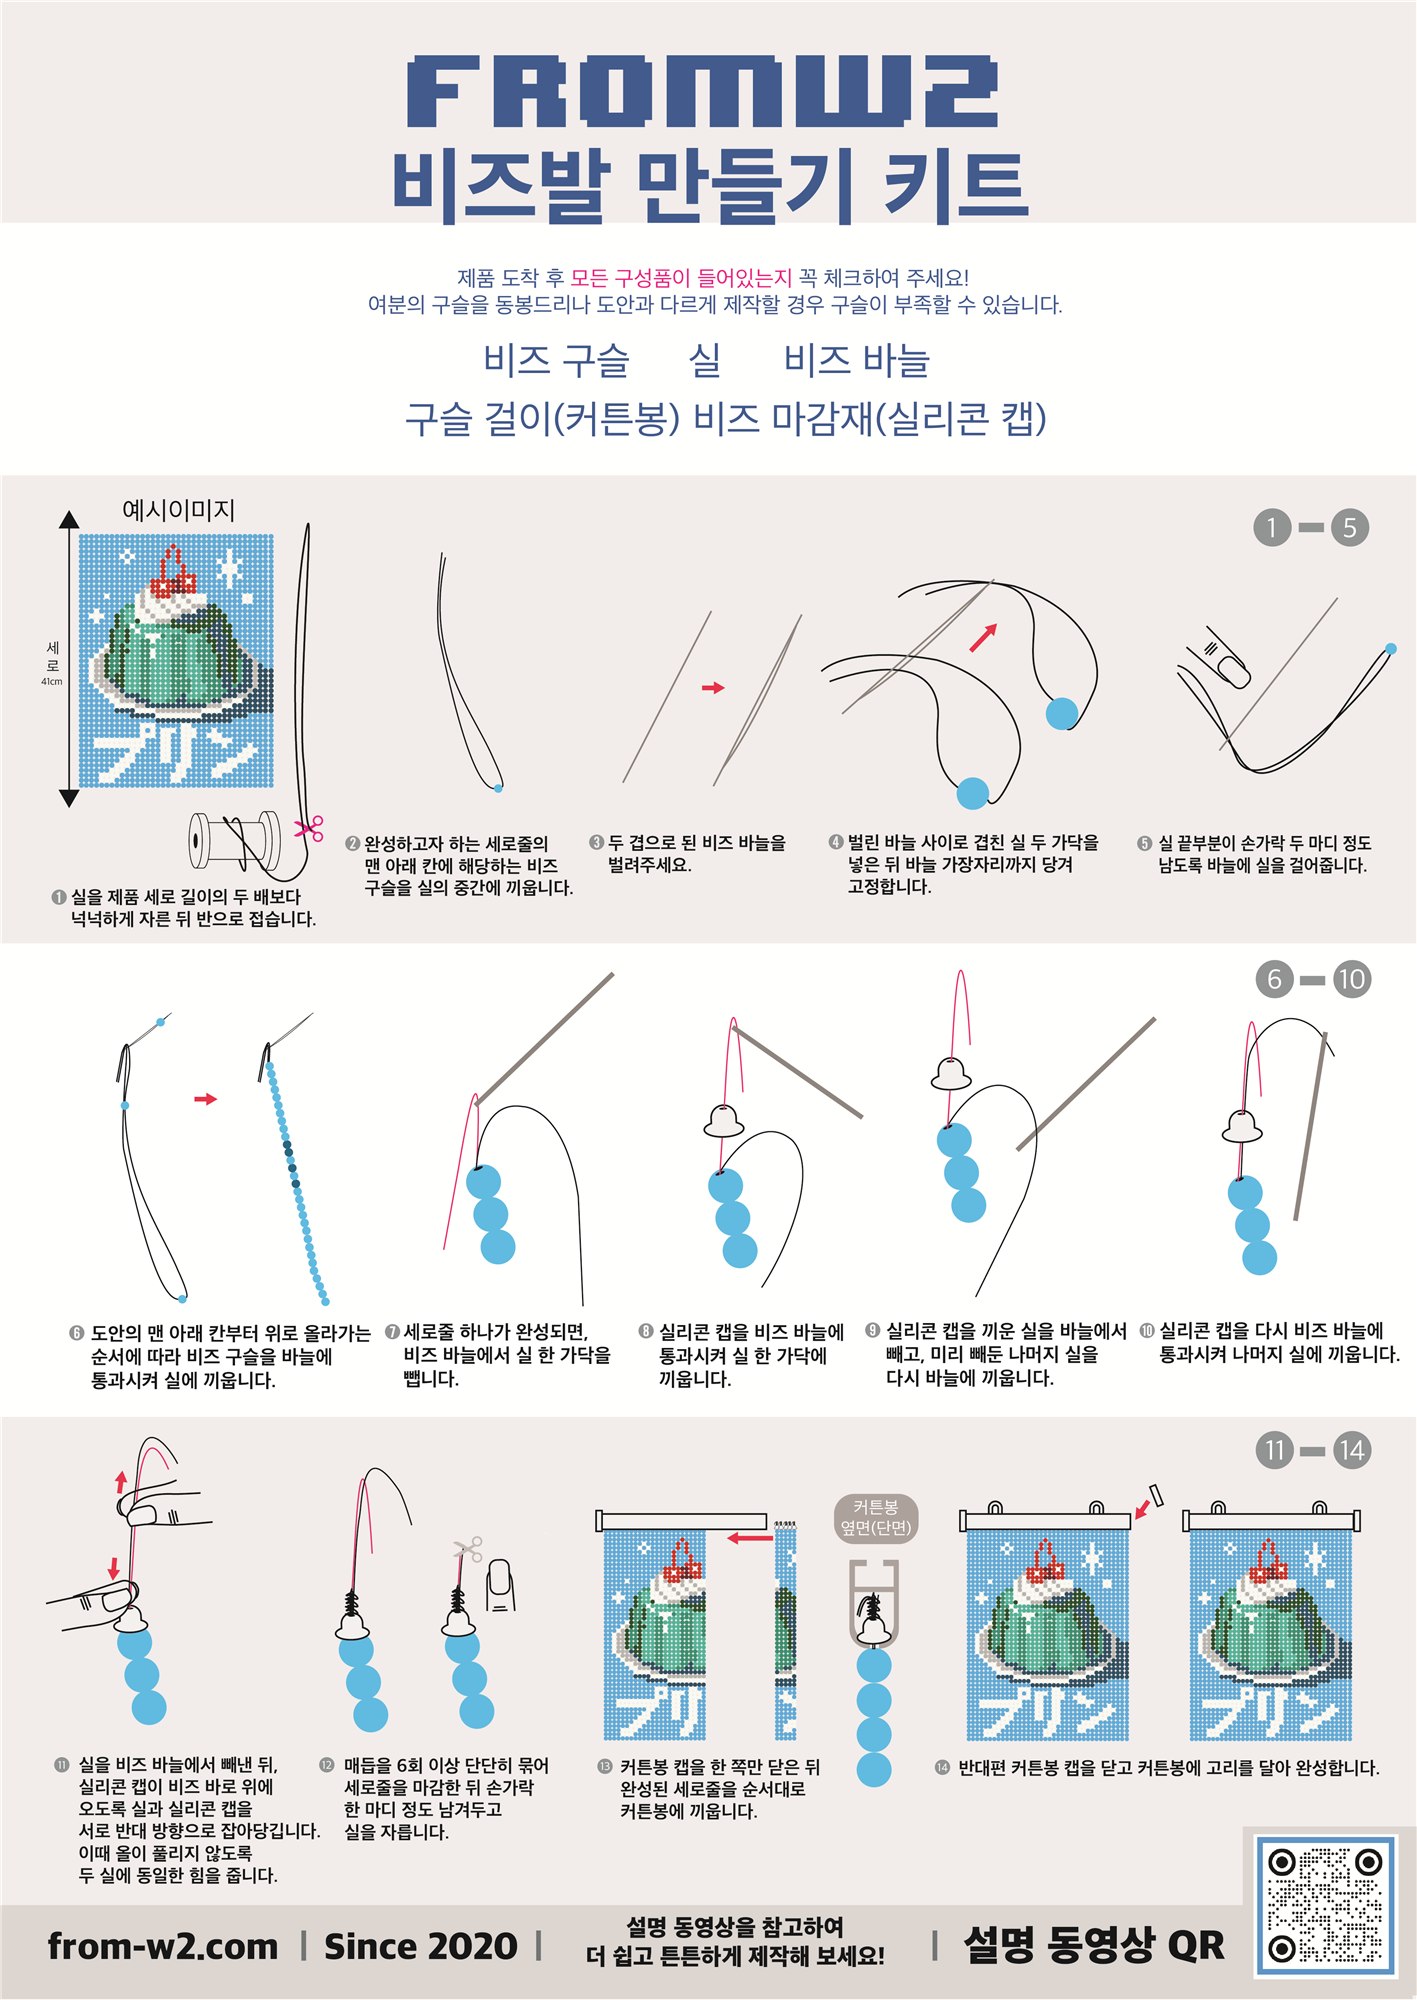 FROMW2
비즈발 만들기 키트
제품 도착 후 모든 구성품이 들어있는지 꼭 체크하여 주세요!
여분의 구슬을 동봉드리나 도안과 다르게 제작할 경우 구슬이 부족할 수 있습니다.
비즈 구슬 실 비즈 바늘
구슬 걸이(커튼봉) 비즈 마감재(실리콘 캡)
예시이미지
1 - 5
세로
41cm
プリン
1 실을 제품 세로 길이의 두 배보다
넉넉하게 자른 뒤 반으로 접습니다.
2 완성하고자 하는 세로줄의
맨 아래 칸에 해당하는 비즈
구슬을 실의 중간에 끼웁니다.
3 두 겹으로 된 비즈 바늘을
벌려주세요.
4 벌린 바늘 사이로 겹친 실 두 가닥을
넣은 뒤 바늘 가장자리까지 당겨
고정합니다.
5 실 끝부분이 손가락 두 마디 정도
남도록 바늘에 실을 걸어줍니다.
6 - 10
6 도안의 맨 아래 칸부터 위로 올라가는
순서에 따라 비즈 구슬을 바늘에
통과시켜 실에 끼웁니다.
7 세로줄 하나가 완성되면,
비즈 바늘에서 실 한 가닥을
뺍니다.
8 실리콘 캡을 비즈 바늘에
통과시켜 실 한 가닥에
끼웁니다.
9 실리콘 캡을 끼운 실을 바늘에서
빼고, 미리 빼둔 나머지 실을
다시 바늘에 끼웁니다.
10 실리콘 캡을 다시 비즈 바늘에
통과시켜 나머지 실에 끼웁니다.
11 - 14
커튼봉
옆면(단면)
プリン
プリン
プリン
11 실을 비즈 바늘에서 빼낸 뒤,
실리콘 캡이 비즈 바로 위에
오도록 실과 실리콘 캡을
서로 반대 방향으로 잡아당깁니다.
이때 올이 풀리지 않도록
두 실에 동일한 힘을 줍니다.
12 매듭을 6회 이상 단단히 묶어
세로줄을 마감한 뒤 손가락
한 마디 정도 남겨두고
실을 자릅니다.
13 커튼봉 캡을 한 쪽만 닫은 뒤
완성된 세로줄을 순서대로
커튼봉에 끼웁니다.
14 반대편 커튼봉 캡을 닫고 커튼봉에 고리를 달아 완성합니다.
from-w2.com | Since 2020 |
설명 동영상을 참고하여
더 쉽고 튼튼하게 제작해 보세요!
| 설명 동영상 QR